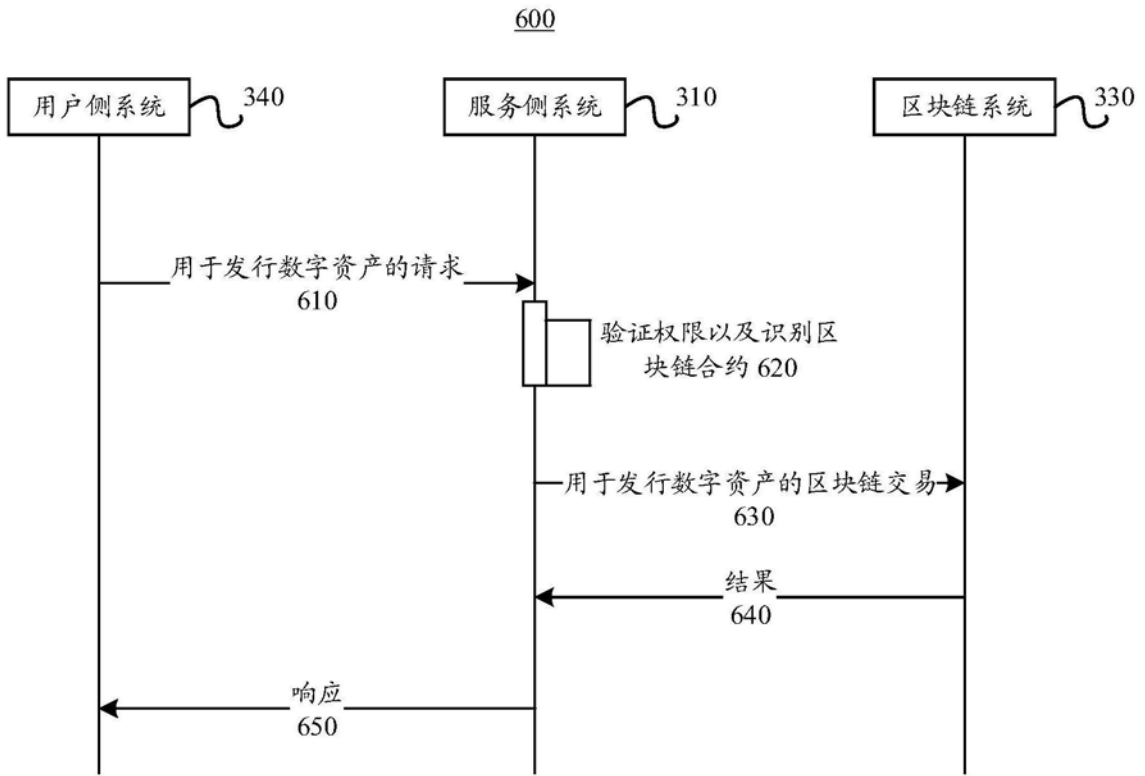 600
用户侧系统 340
服务侧系统 310
区块链系统 330
用于发行数字资产的请求
610
验证权限以及识别区
块链合约 620
用于发行数字资产的区块链交易
630
结果
640
响应
650